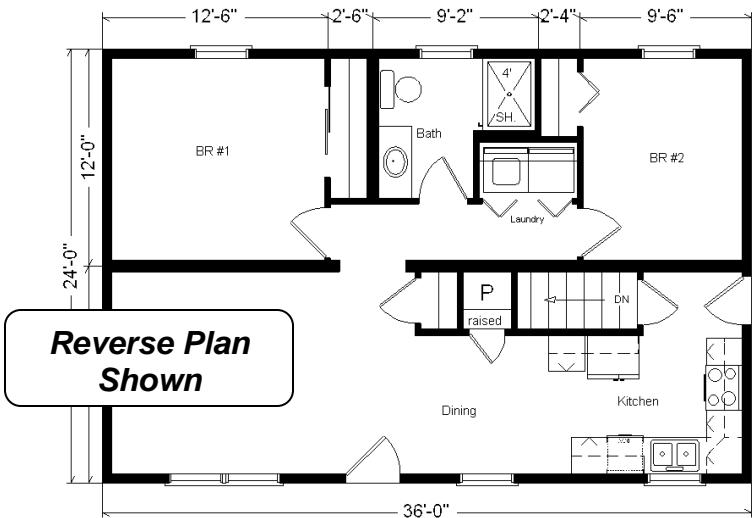 12'-6" 2'-6" 9'-2" 2'-4" 9'-6"
4'
SH.
Bath
BR #1
BR #2
12'-0"
Laundry
24'-0"
P
raised
DN
Reverse Plan
Shown
Dining
Kitchen
36'-0"